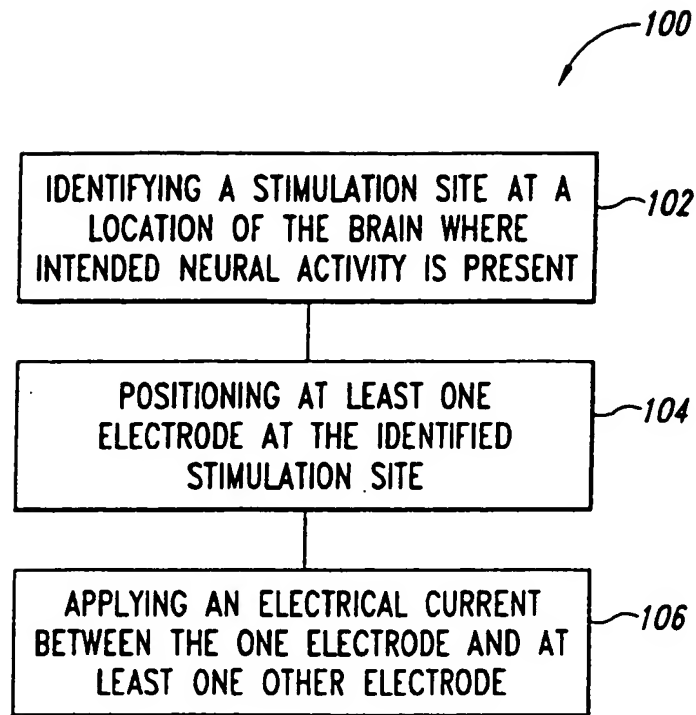 100
IDENTIFYING A STIMULATION SITE AT A
LOCATION OF THE BRAIN WHERE
INTENDED NEURAL ACTIVITY IS PRESENT
102
POSITIONING AT LEAST ONE
ELECTRODE AT THE IDENTIFIED
STIMULATION SITE
104
APPLYING AN ELECTRICAL CURRENT
BETWEEN THE ONE ELECTRODE AND AT
LEAST ONE OTHER ELECTRODE
106